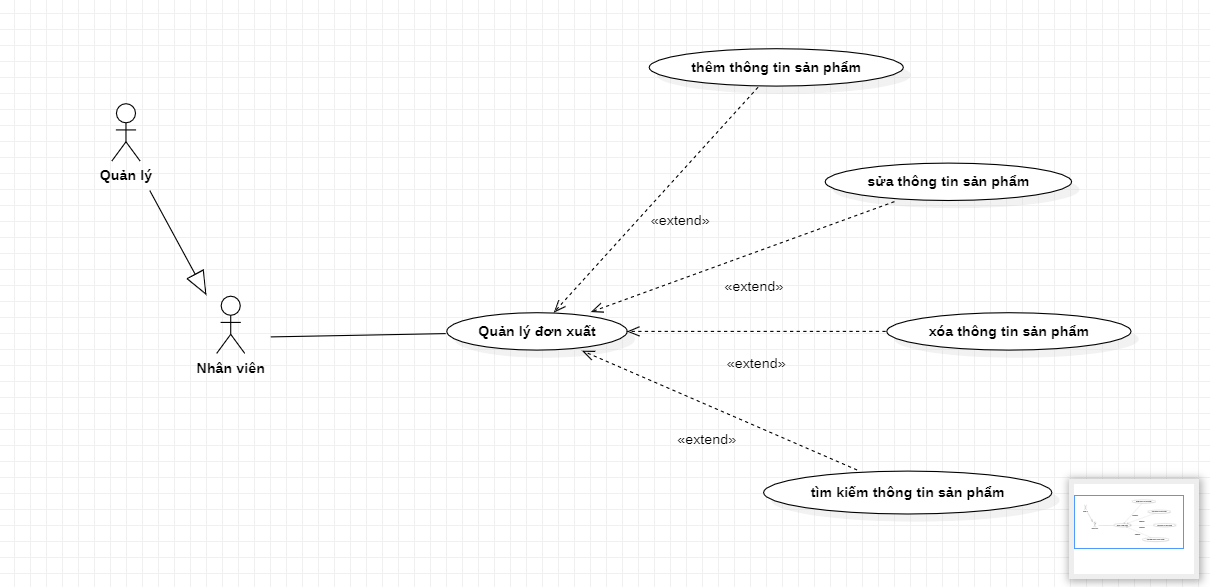 thêm thông tin sản phẩm
Quản lý
sửa thông tin sản phẩm
«extend»
«extend»
Quản lý đơn xuất
xóa thông tin sản phẩm
Nhân viên
«extend»
«extend»
tìm kiếm thông tin sản phẩm